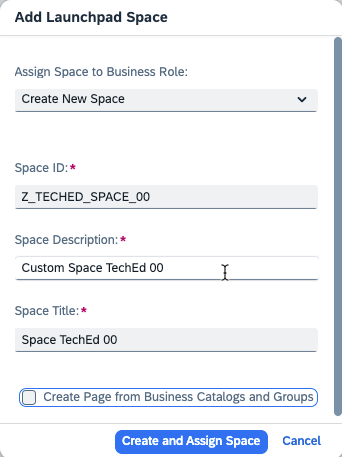 Add Launchpad Space
Assign Space to Business Role:
Create New Space
Space ID:*
Z_TECHED_SPACE_00
Space Description:*
Custom Space TechEd 00
Space Title:*
Space TechEd 00
Create Page from Business Catalogs and Groups
Create and Assign Space Cancel